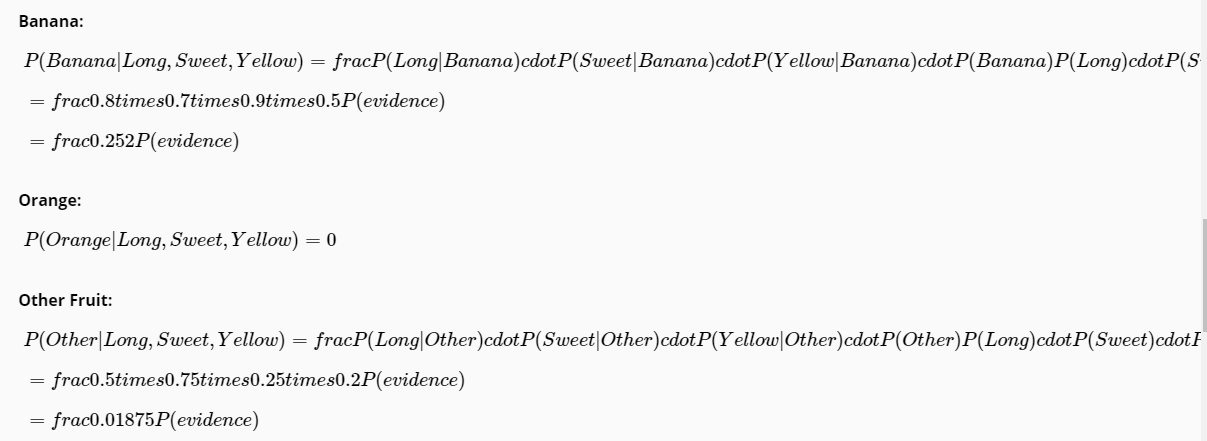 Banana:
P(Banana|Long, Sweet, Yellow) = fracP(Long|Banana)cdotP(Sweet|Banana)cdotP(Yellow|Banana)cdotP(Banana)P(Long)cdotP(S
= frac0.8times0.7times0.9times0.5P(evidence)
= frac0.252P(evidence)
Orange:
P(Orange|Long, Sweet, Yellow) = 0
Other Fruit:
P(Other|Long, Sweet, Yellow) = fracP(Long|Other)cdotP(Sweet|Other)cdotP(Yellow|Other)cdotP(Other)P(Long)cdotP(Sweet)cdotP
= frac0.5times0.75times0.25times0.2P(evidence)
= frac0.01875P(evidence)